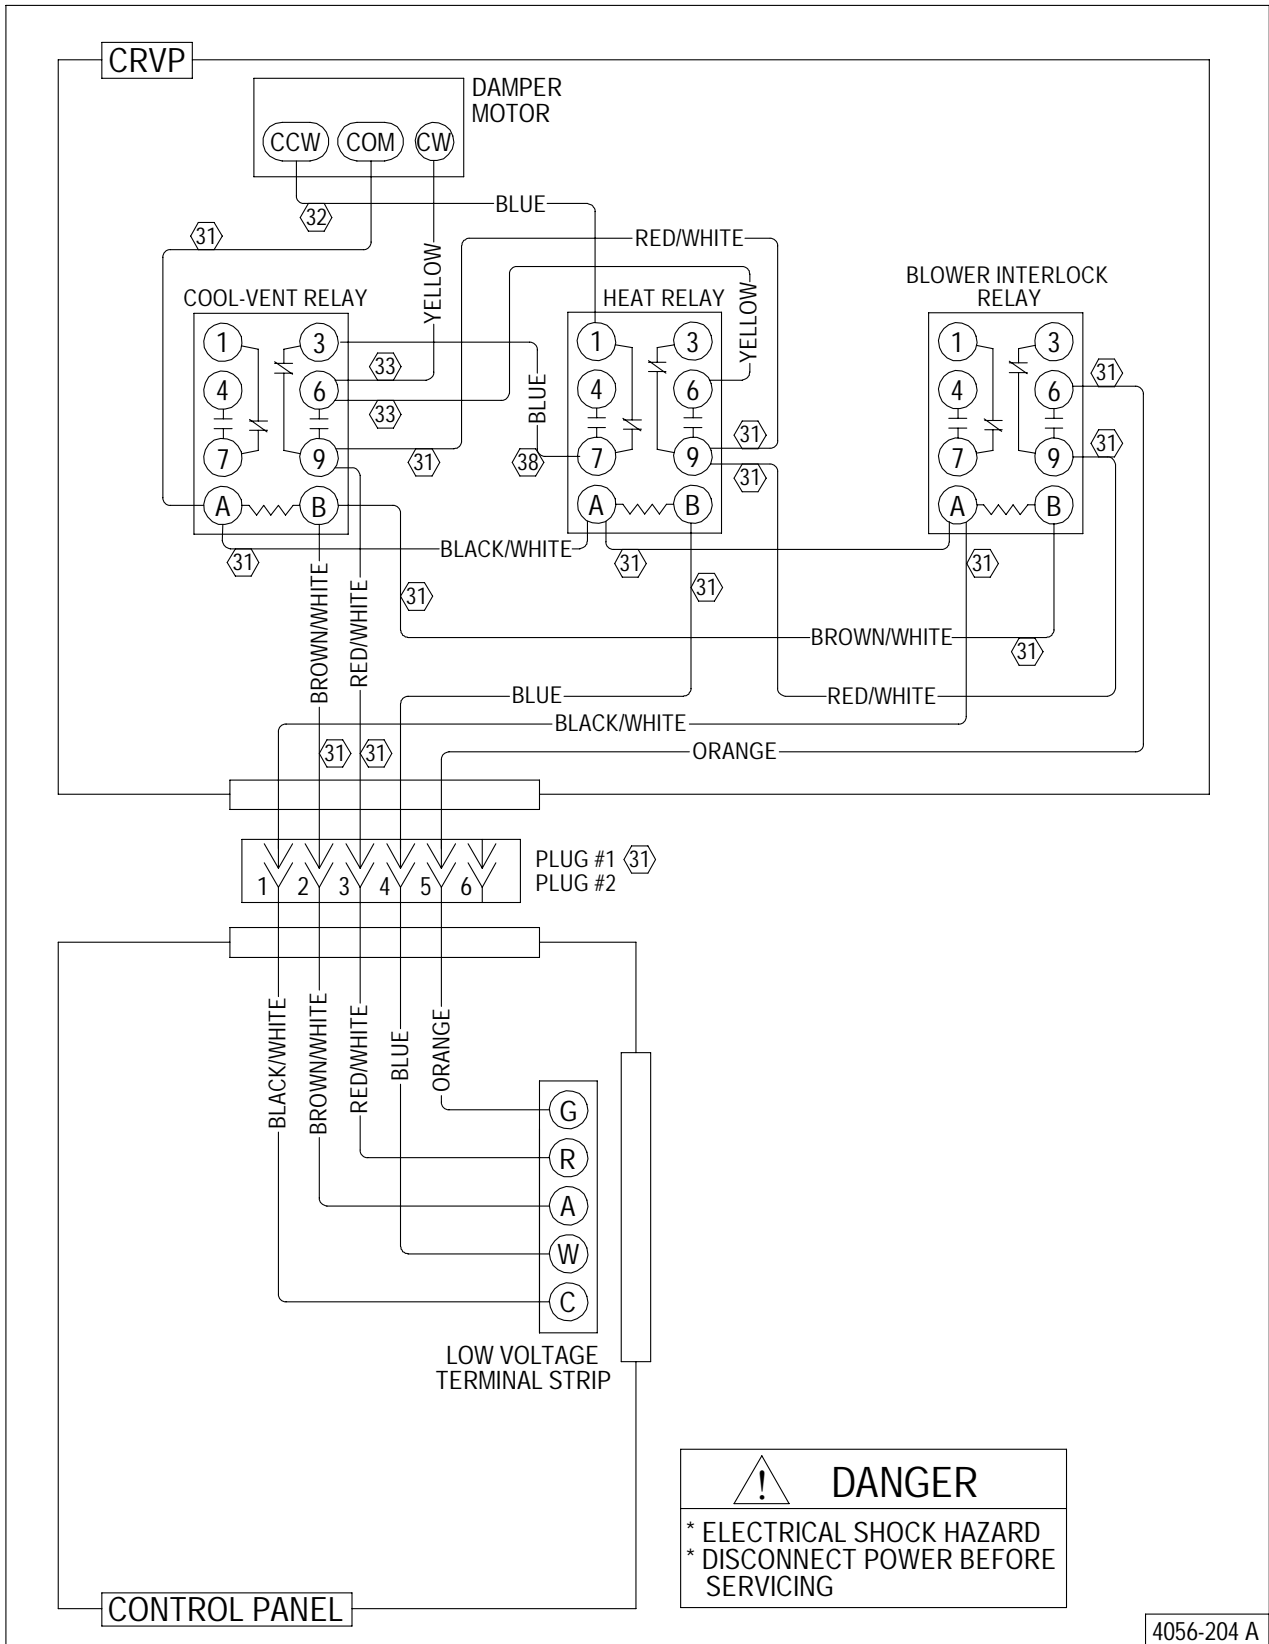 CRVP
DAMPER
MOTOR
CCW COM CW
32 BLUE
31
RED/WHITE
YELLOW
BLOWER INTERLOCK
RELAY
COOL-VENT RELAY
HEAT RELAY
YELLOW
1 3
4 6
7 9
A B
1 3
4 6
7 9
A B
1 3
4 6
7 9
A B
33
33
BLUE
31
38
31
31
31
31
31
BLACK/WHITE
31
31
31
31
BROWN/WHITE
RED/WHITE
BROWN/WHITE
31
BLUE
RED/WHITE
BLACK/WHITE
31 31
ORANGE
PLUG #1 31
PLUG #2
1 2 3 4 5 6
BLACK/WHITE
BROWN/WHITE
RED/WHITE
BLUE
ORANGE
G
R
A
W
C
LOW VOLTAGE
TERMINAL STRIP
! DANGER
* ELECTRICAL SHOCK HAZARD
* DISCONNECT POWER BEFORE
SERVICING
CONTROL PANEL
4056-204 A